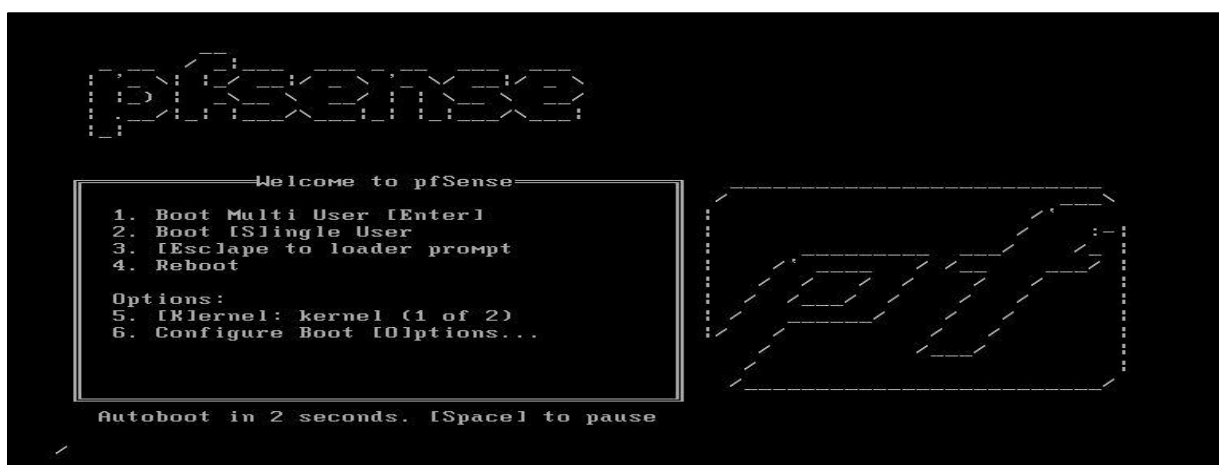 pfsense
Welcome to pfSense
1. Boot Multi User [Enter]
2. Boot [S]ingle User
3. [Esc]ape to loader prompt
4. Reboot
Options:
5. [K]ernel: kernel (1 of 2)
6. Configure Boot [O]ptions...
Autoboot in 2 seconds. [Space] to pause
/
pf